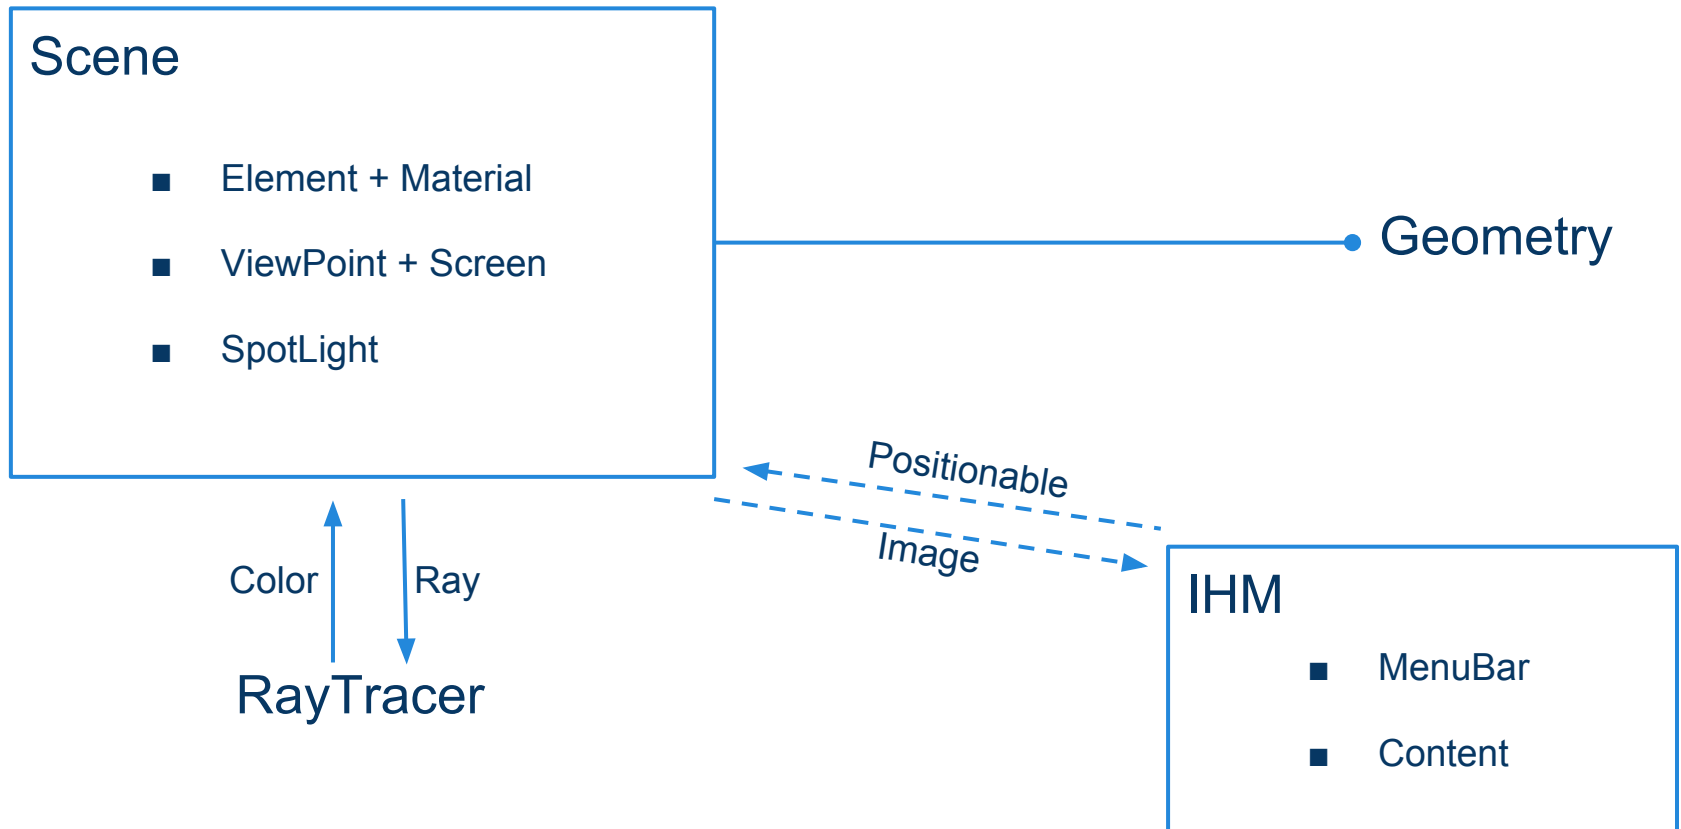 Scene
■ Element + Material
■ ViewPoint + Screen
■ SpotLight
Geometry
Positionable
Image
Color
Ray
RayTracer
IHM
■ MenuBar
■ Content